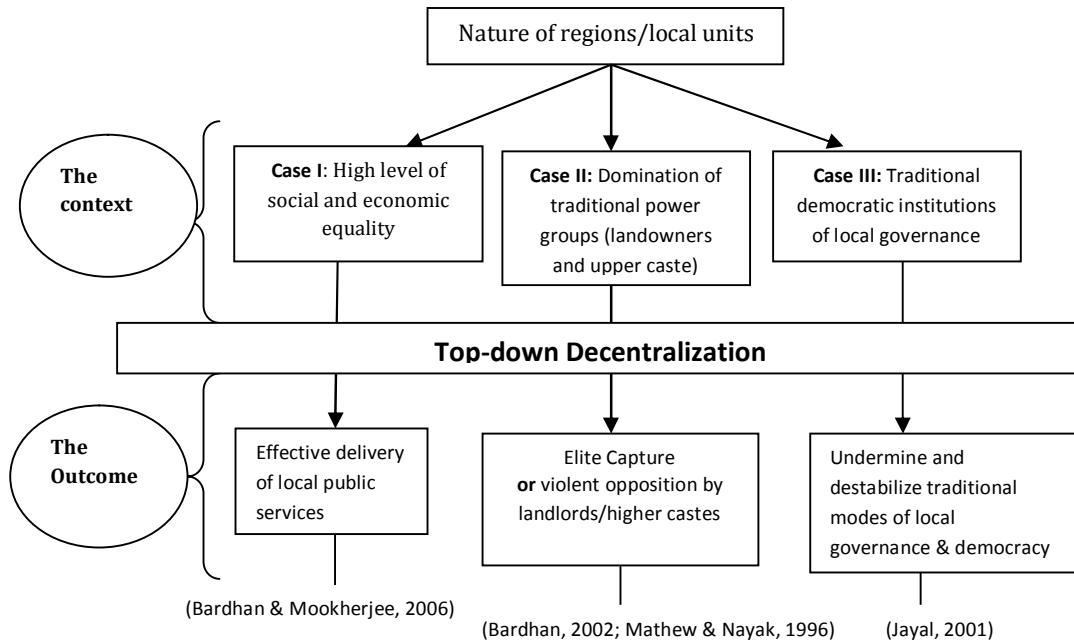 Nature of regions/local units
The
context
Case I: High level of
social and economic
equality
Case II: Domination of
traditional power
groups (landowners
and upper caste)
Case III: Traditional
democratic institutions
of local governance
Top-down Decentralization
The
Outcome
Effective delivery
of local public
services
Elite Capture
or violent opposition by
landlords/higher castes
Undermine and
destabilize traditional
modes of local
governance & democracy
(Bardhan & Mookherjee, 2006)
(Bardhan, 2002; Mathew & Nayak, 1996)
(Jayal, 2001)